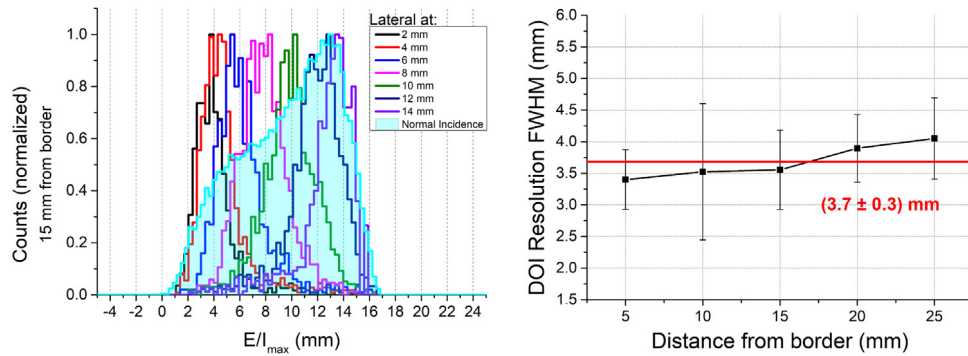 Lateral at:
2 mm
4 mm
6 mm
8 mm
10 mm
12 mm
14 mm
Normal Incidence
Counts (normalized)
15 mm from border
1.0
0.8
0.6
0.4
0.2
0.0
-4 -2 0 2 4 6 8 10 12 14 16 18 20 22 24
E/Imax (mm)
DOI Resolution FWHM (mm)
6.0
5.5
5.0
4.5
4.0
3.5
3.0
2.5
2.0
1.5
(3.7 ± 0.3) mm
5 10 15 20 25
Distance from border (mm)